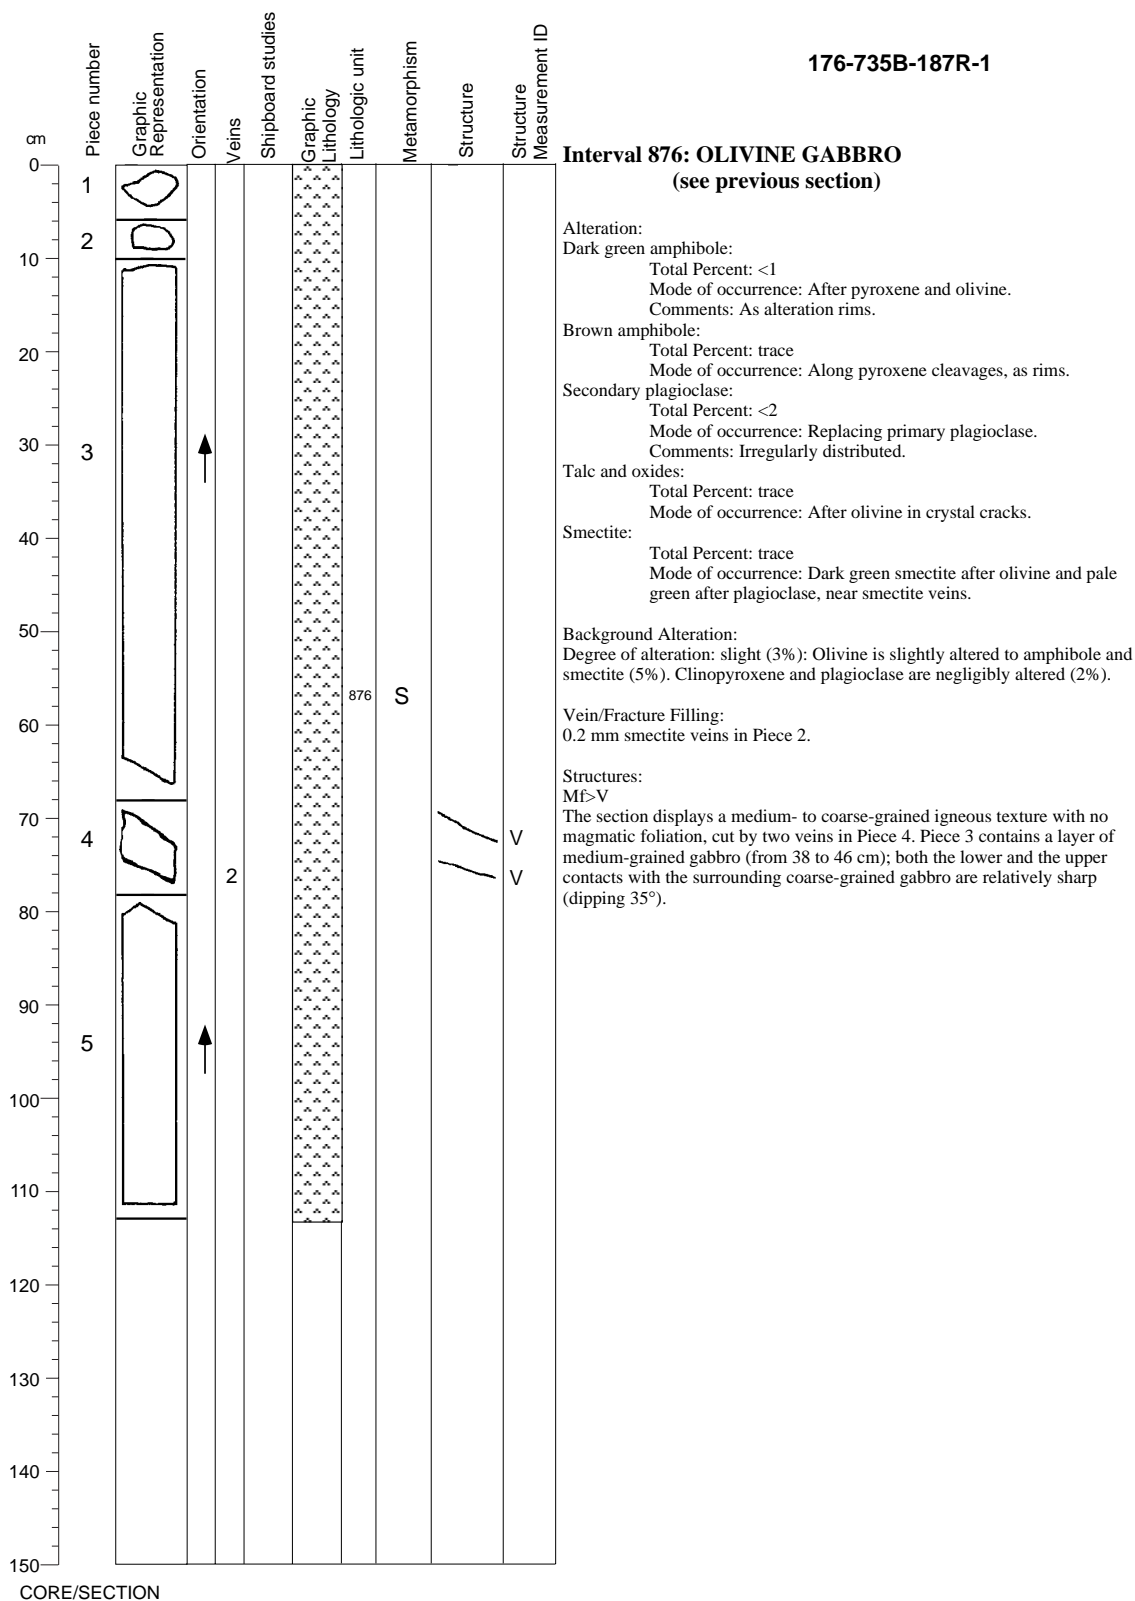 176-735B-187R-1
cm
Piece number
Graphic
Representation
Orientation
Veins
Shipboard studies
Graphic
Lithology
Lithologic unit
Metamorphism
Structure
Structure
Measurement ID
0
10
20
30
40
50
60
70
80
90
100
110
120
130
140
150
1
2
3
4
5
2
876
S
V
V
CORE/SECTION
Interval 876: OLIVINE GABBRO
(see previous section)
Alteration:
Dark green amphibole:
Total Percent: <1
Mode of occurrence: After pyroxene and olivine.
Comments: As alteration rims.
Brown amphibole:
Total Percent: trace
Mode of occurrence: Along pyroxene cleavages, as rims.
Secondary plagioclase:
Total Percent: <2
Mode of occurrence: Replacing primary plagioclase.
Comments: Irregularly distributed.
Talc and oxides:
Total Percent: trace
Mode of occurrence: After olivine in crystal cracks.
Smectite:
Total Percent: trace
Mode of occurrence: Dark green smectite after olivine and pale
green after plagioclase, near smectite veins.
Background Alteration:
Degree of alteration: slight (3%): Olivine is slightly altered to amphibole and
smectite (5%). Clinopyroxene and plagioclase are negligibly altered (2%).
Vein/Fracture Filling:
0.2 mm smectite veins in Piece 2.
Structures:
Mf>V
The section displays a medium- to coarse-grained igneous texture with no
magmatic foliation, cut by two veins in Piece 4. Piece 3 contains a layer of
medium-grained gabbro (from 38 to 46 cm); both the lower and the upper
contacts with the surrounding coarse-grained gabbro are relatively sharp
(dipping 35°).